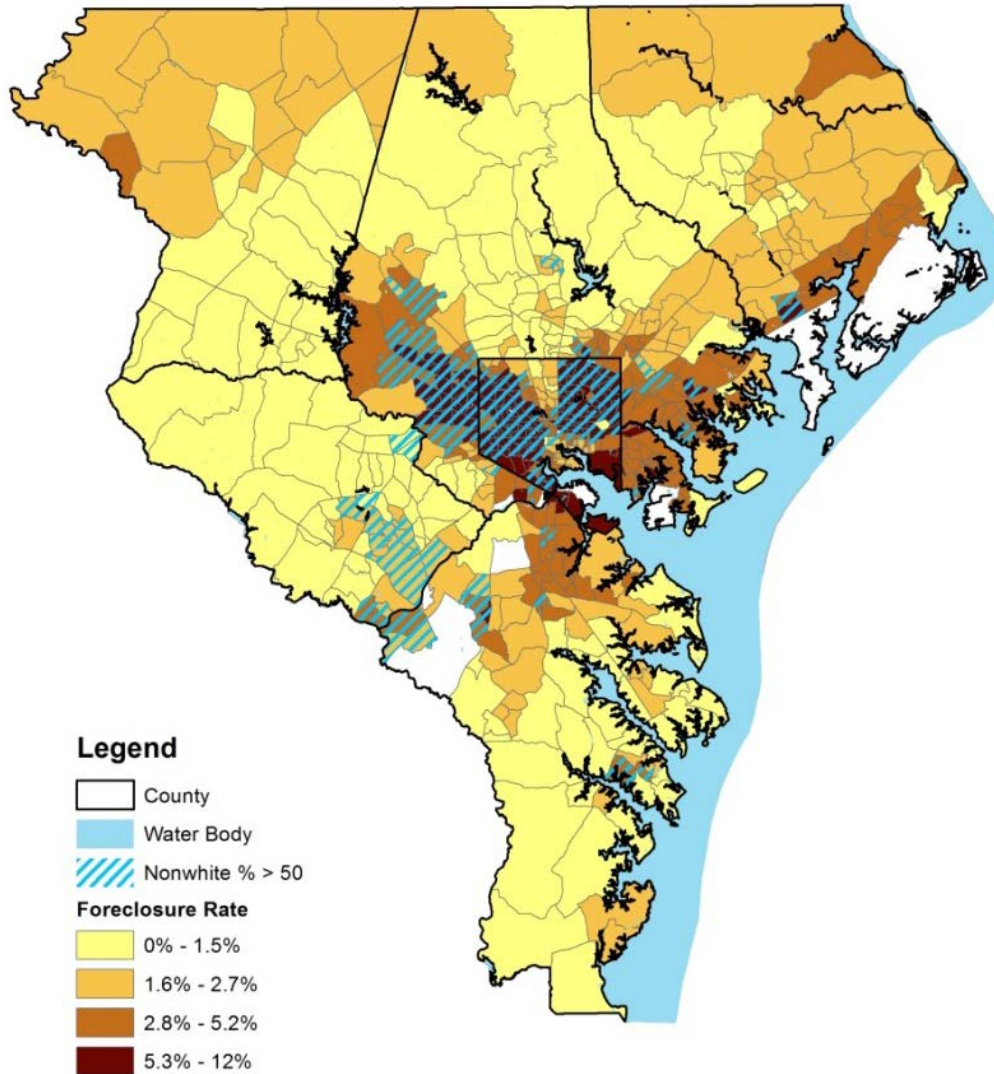 Legend
County
Water Body
Nonwhite % > 50
Foreclosure Rate
0% - 1.5%
1.6% - 2.7%
2.8% - 5.2%
5.3% - 12%